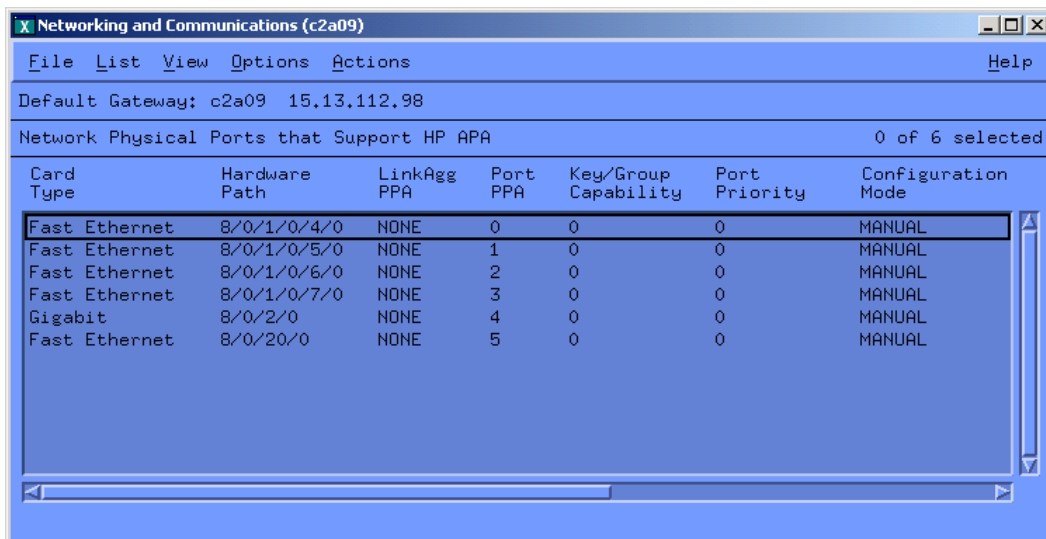 X Networking and Communications (c2a09)
File List View Options Actions Help
Default Gateway: c2a09 15.13.112.98
Network Physical Ports that Support HP APA 0 of 6 selected
Card Hardware LinkAgg Port Key/Group Port Configuration
Type Path PPA PPA Capability Priority Mode
Fast Ethernet 8/0/1/0/4/0 NONE 0 0 0 MANUAL
Fast Ethernet 8/0/1/0/5/0 NONE 1 0 0 MANUAL
Fast Ethernet 8/0/1/0/6/0 NONE 2 0 0 MANUAL
Fast Ethernet 8/0/1/0/7/0 NONE 3 0 0 MANUAL
Gigabit 8/0/2/0 NONE 4 0 0 MANUAL
Fast Ethernet 8/0/20/0 NONE 5 0 0 MANUAL